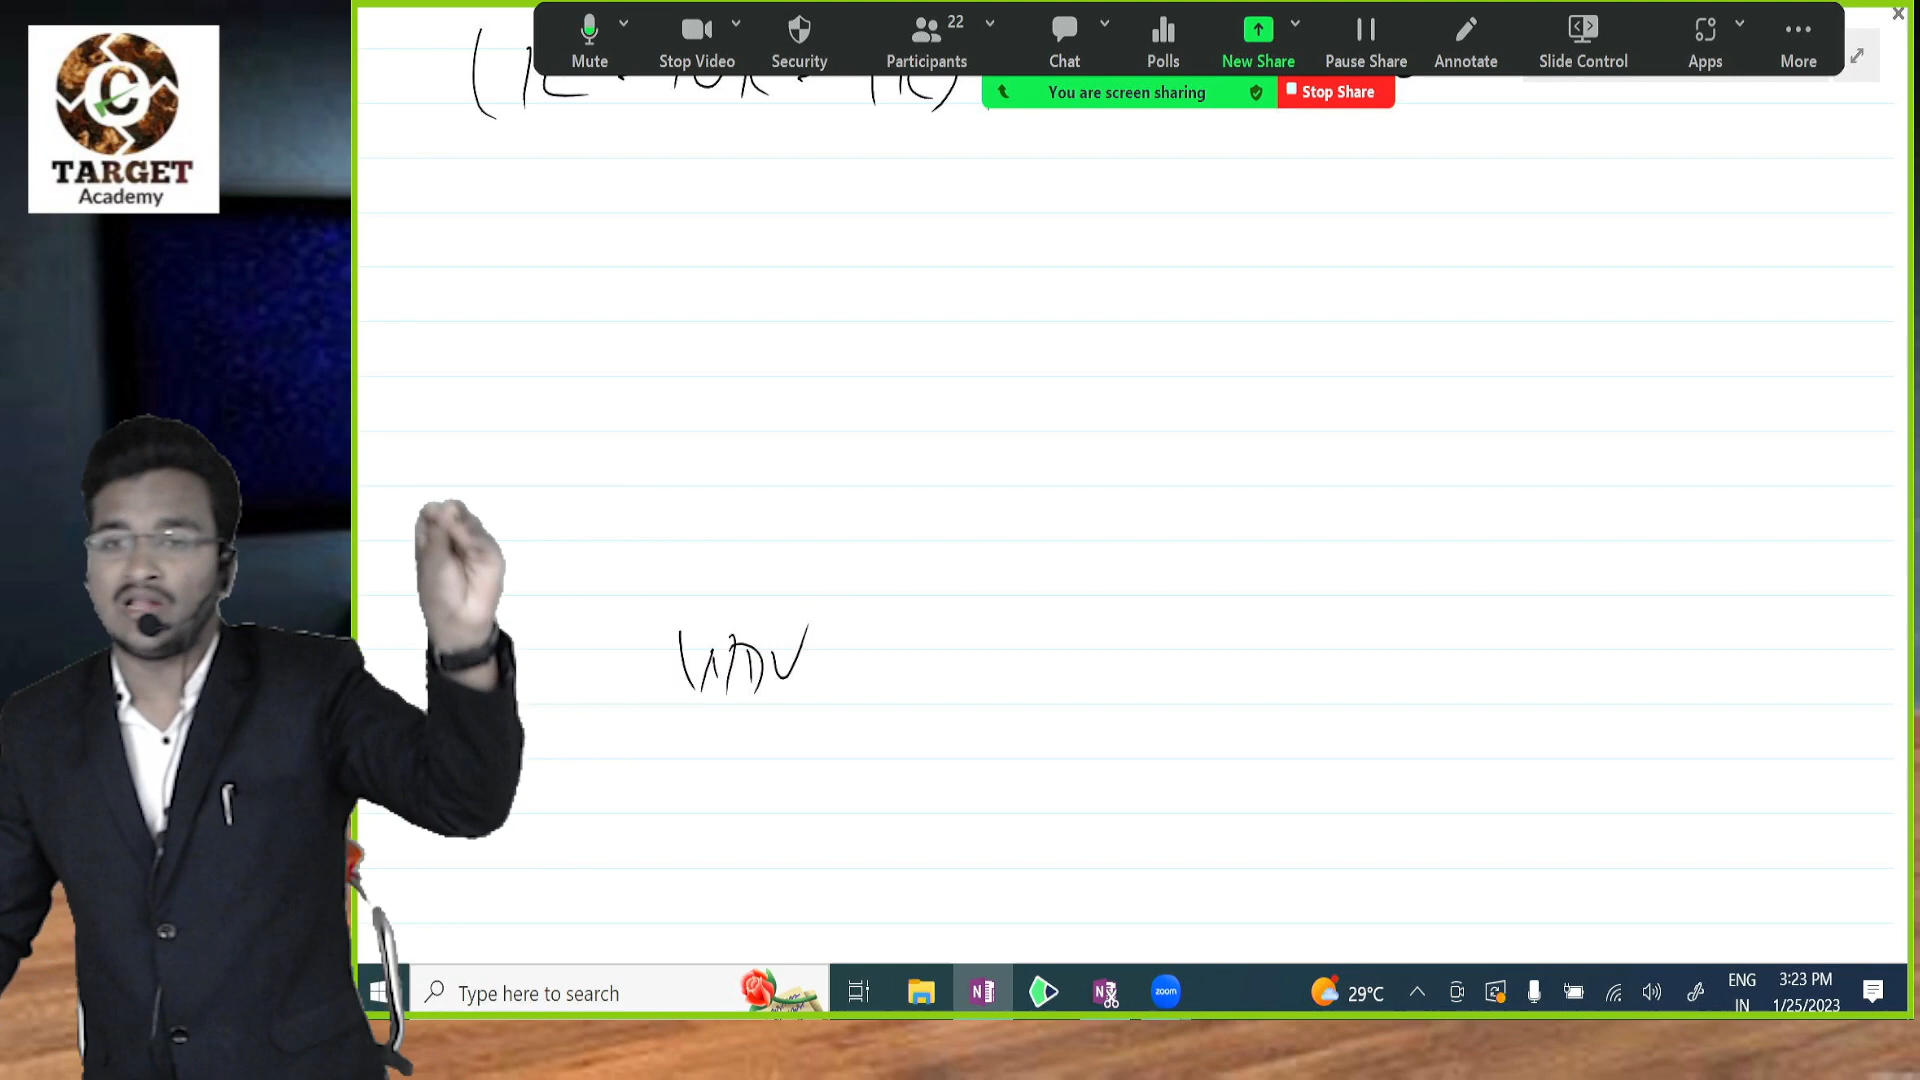 C
TARGET
Academy
Mute
Stop Video
Security
Participants 22
Chat
Polls
New Share
Pause Share
Annotate
Slide Control
Apps
More
You are screen sharing
Stop Share
Type here to search
N
N
zoom
29°C
ENG
IN
3:23 PM
1/25/2023